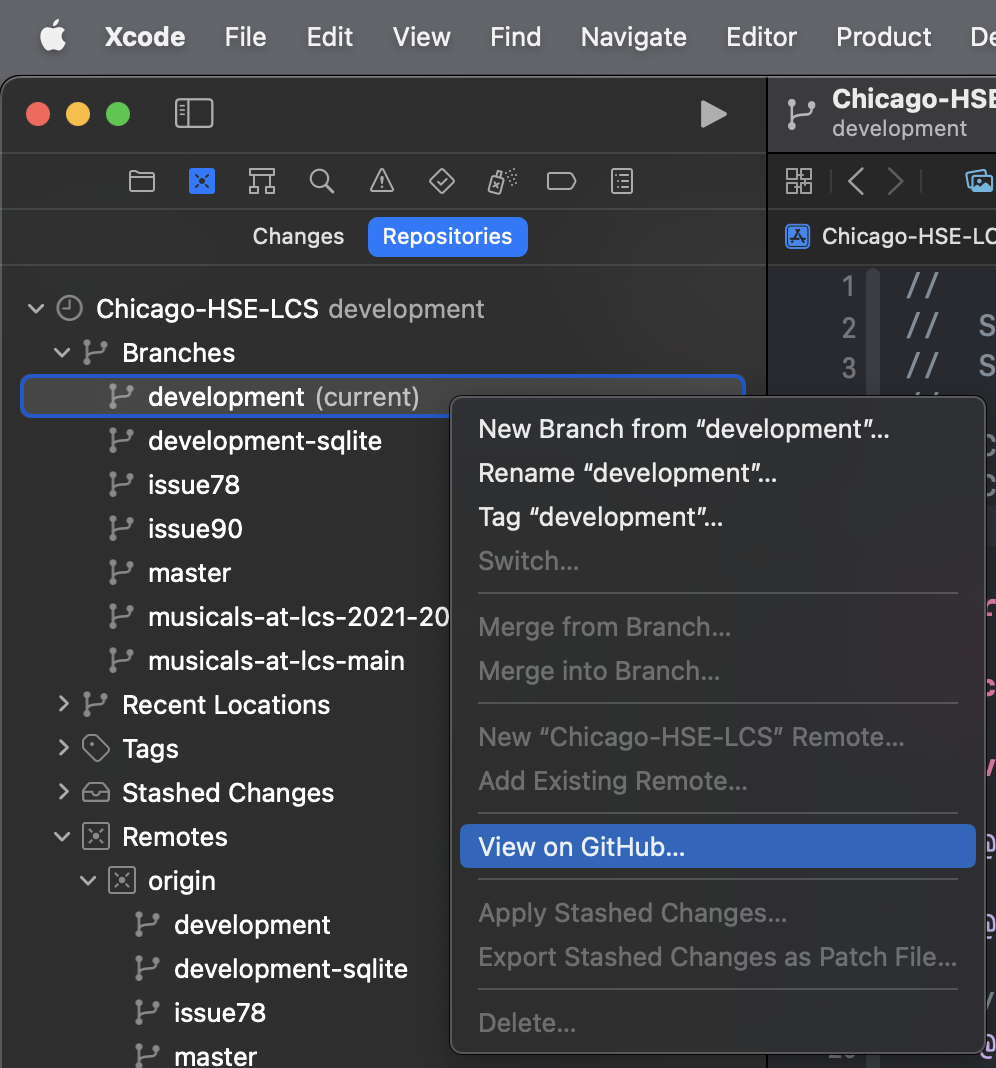 Xcode File Edit View Find Navigate Editor Product De
Chicago-HSE
development
Changes Repositories
Chicago-HSE-LC
Chicago-HSE-LCS development
Branches
development (current)
development-sqlite
issue78
issue90
master
musicals-at-lcs-2021-20
musicals-at-lcs-main
Recent Locations
Tags
Stashed Changes
Remotes
origin
development
development-sqlite
issue78
master
New Branch from “development”...
Rename “development”...
Tag “development”...
Switch...
Merge from Branch...
Merge into Branch...
New “Chicago-HSE-LCS” Remote...
Add Existing Remote...
View on GitHub...
Apply Stashed Changes...
Export Stashed Changes as Patch File...
Delete...
1 //
2 // S
3 // S